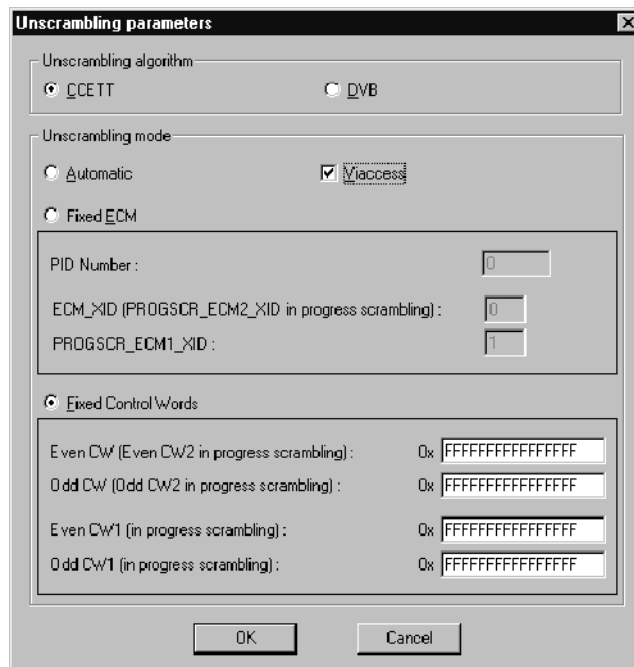 Unscrambling parameters
Unscrambling algorithm
CCETT DVB
Unscrambling mode
Automatic Viaccess
Fixed ECM
PID Number : 0
ECM_XID (PROGSCR_ECM2_XID in progress scrambling) : 0
PROGSCR_ECM1_XID : 1
Fixed Control Words
Even CW (Even CW2 in progress scrambling) : 0x FFFFFFFFFFFFFFFF
Odd CW (Odd CW2 in progress scrambling) : 0x FFFFFFFFFFFFFFFF
Even CW1 (in progress scrambling) : 0x FFFFFFFFFFFFFFFF
Odd CW1 (in progress scrambling) : 0x FFFFFFFFFFFFFFFF
OK Cancel